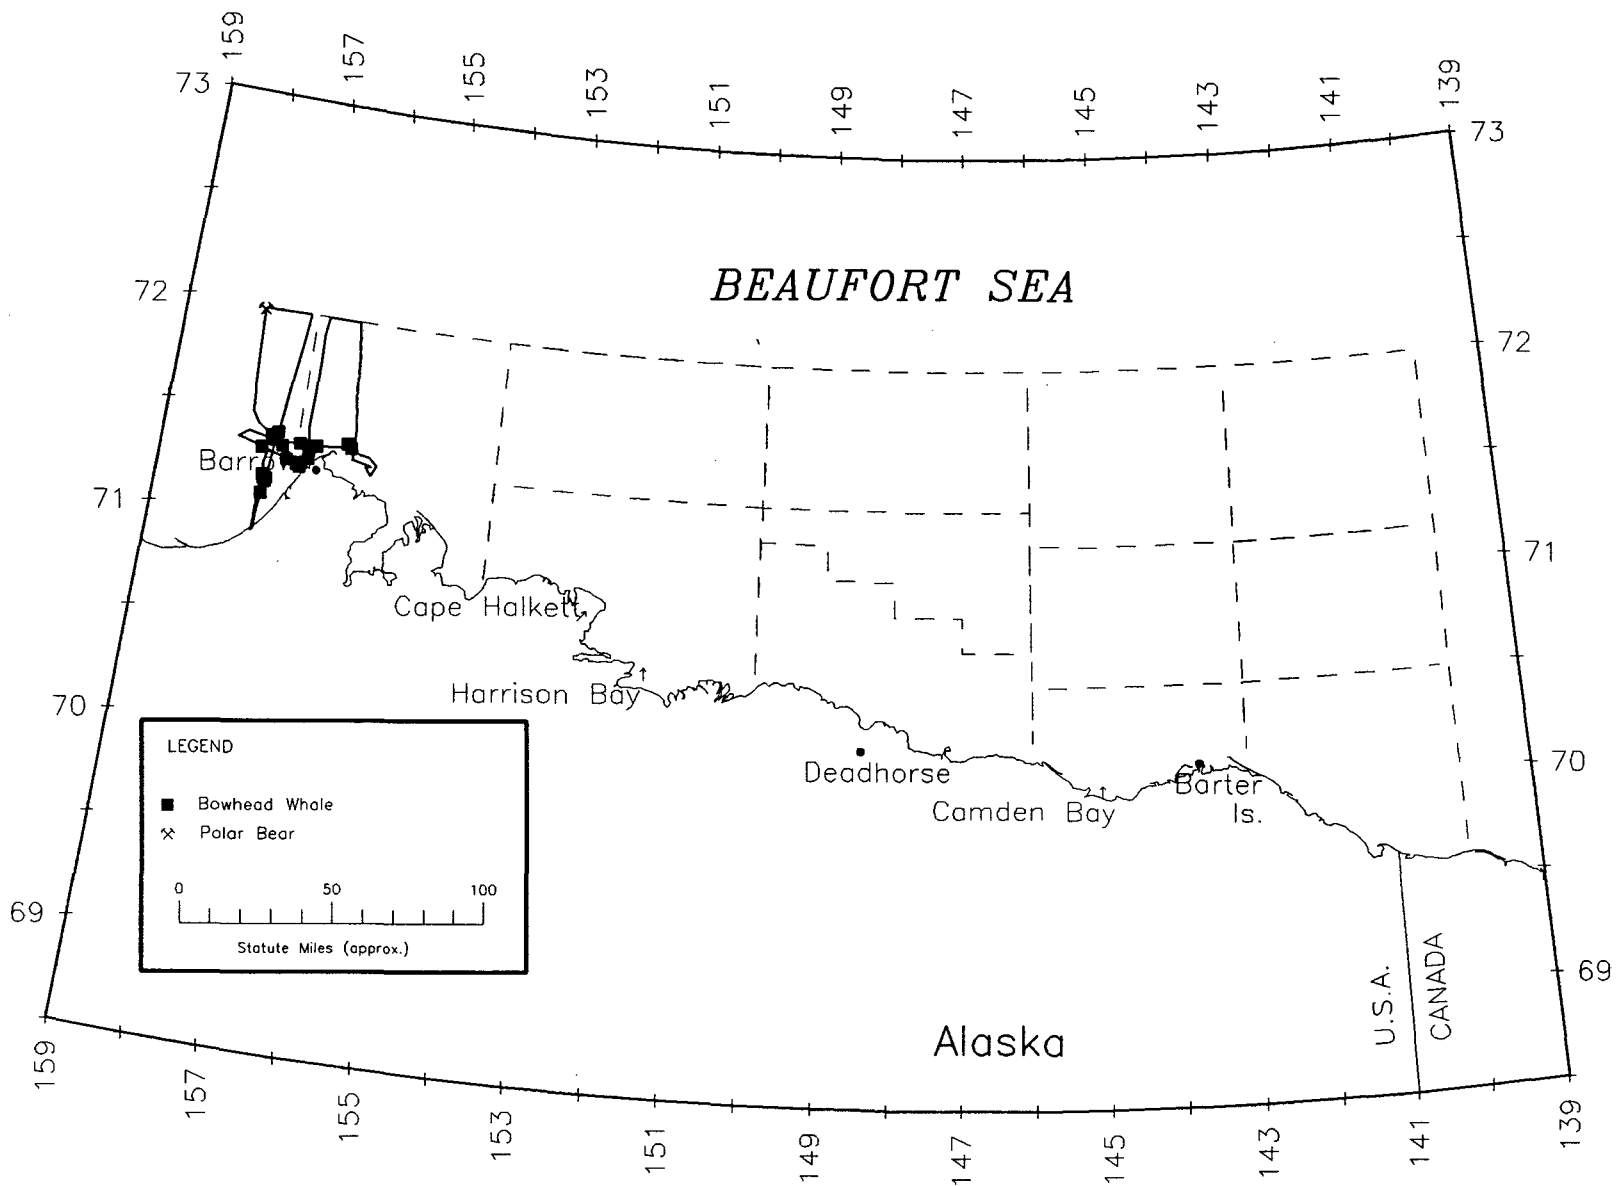 159
157
155
153
151
149
147
145
143
141
139
73
73
BEAUFORT SEA
72
72
Barrow
71
71
Cape Halkett
Harrison Bay
70
70
Deadhorse
Camden Bay
Barter
Is.
LEGEND
Bowhead Whale
Polar Bear
0 50 100
Statute Miles (approx.)
69
69
U.S.A.
CANADA
Alaska
159
157
155
153
151
149
147
145
143
141
139